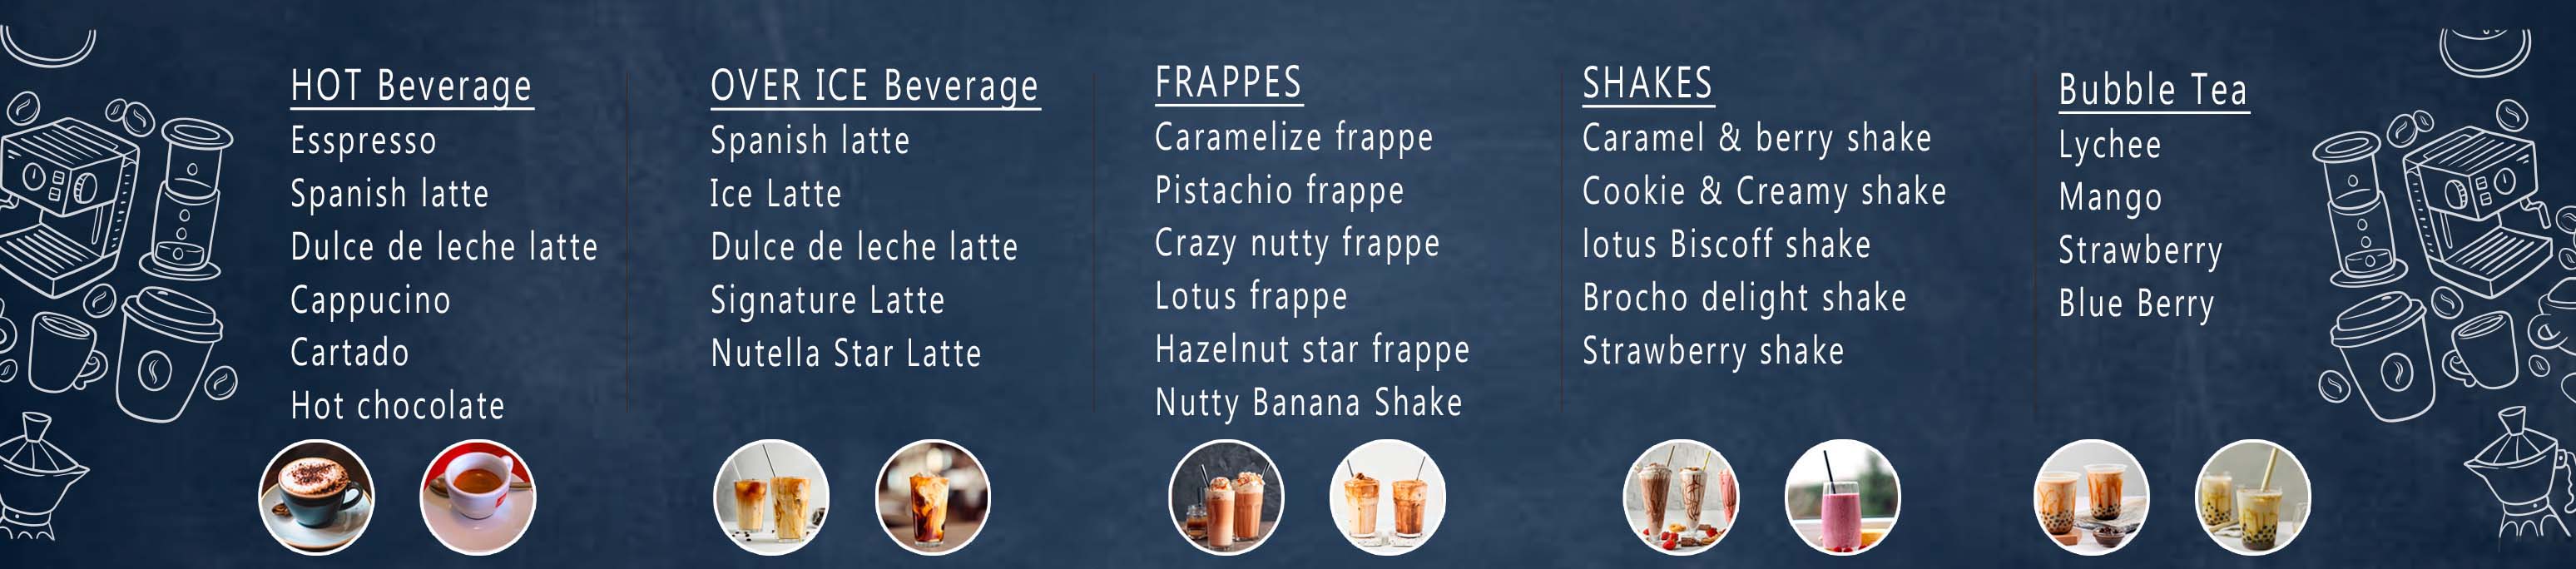 HOT Beverage
Esspresso
Spanish latte
Dulce de leche latte
Cappucino
Cartado
Hot chocolate
OVER ICE Beverage
Spanish latte
Ice Latte
Dulce de leche latte
Signature Latte
Nutella Star Latte
FRAPPES
Caramelize frappe
Pistachio frappe
Crazy nutty frappe
Lotus frappe
Hazelnut star frappe
Nutty Banana Shake
SHAKES
Caramel & berry shake
Cookie & Creamy shake
lotus Biscoff shake
Brocho delight shake
Strawberry shake
Bubble Tea
Lychee
Mango
Strawberry
Blue Berry